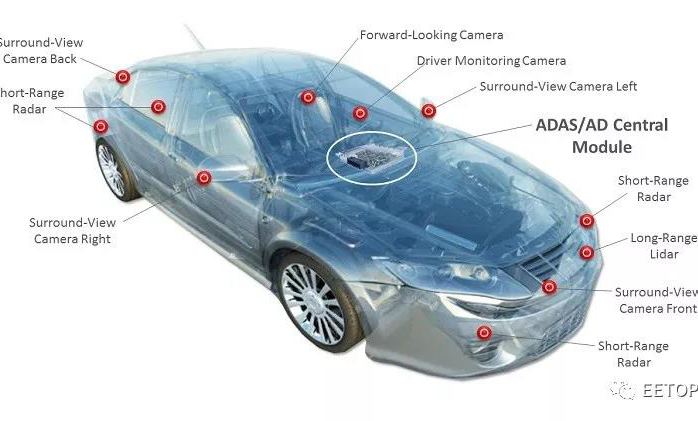 Forward-Looking Camera
Surround-View
Camera Back
Driver Monitoring Camera
Surround-View Camera Left
Short-Range
Radar
ADAS/AD Central
Module
Short-Range
Radar
Surround-View
Camera Right
Long-Range
Lidar
Surround-View
Camera Front
Short-Range
Radar
EETOP